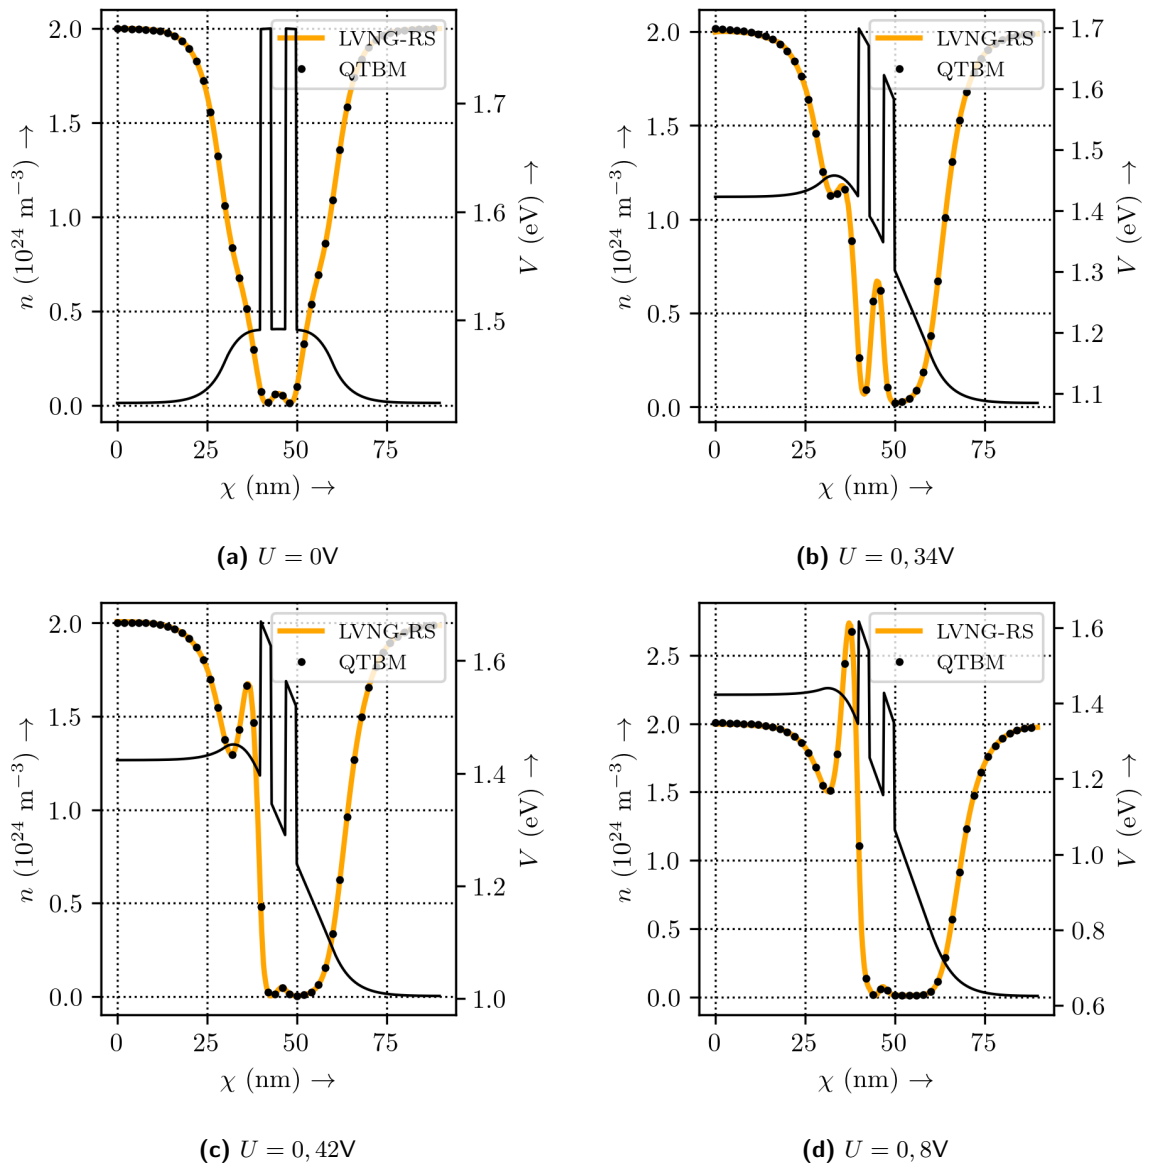 2.0
1.5
1.0
0.5
0.0
n (10^24 m^−3) →
LVNG-RS
QTBM
1.7
1.6
1.5
V (eV) →
0 25 50 75
χ (nm) →
(a) U = 0V
2.0
1.5
1.0
0.5
0.0
n (10^24 m^−3) →
LVNG-RS
QTBM
1.7
1.6
1.5
1.4
1.3
1.2
1.1
V (eV) →
0 25 50 75
χ (nm) →
(b) U = 0, 34V
2.0
1.5
1.0
0.5
0.0
n (10^24 m^−3) →
LVNG-RS
QTBM
1.6
1.4
1.2
1.0
V (eV) →
0 25 50 75
χ (nm) →
(c) U = 0, 42V
2.5
2.0
1.5
1.0
0.5
0.0
n (10^24 m^−3) →
LVNG-RS
QTBM
1.6
1.4
1.2
1.0
0.8
0.6
V (eV) →
0 25 50 75
χ (nm) →
(d) U = 0, 8V